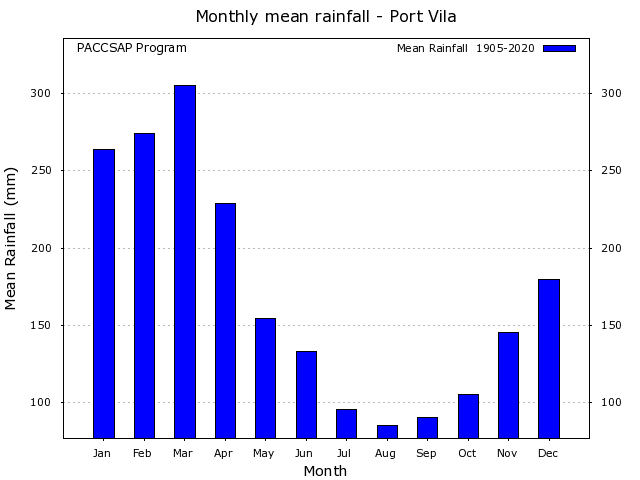 Monthly mean rainfall - Port Vila
PACCSAP Program
Mean Rainfall 1905-2020
300 300
250 250
200 200
150 150
100 100
Mean Rainfall (mm)
Jan Feb Mar Apr May Jun Jul Aug Sep Oct Nov Dec
Month